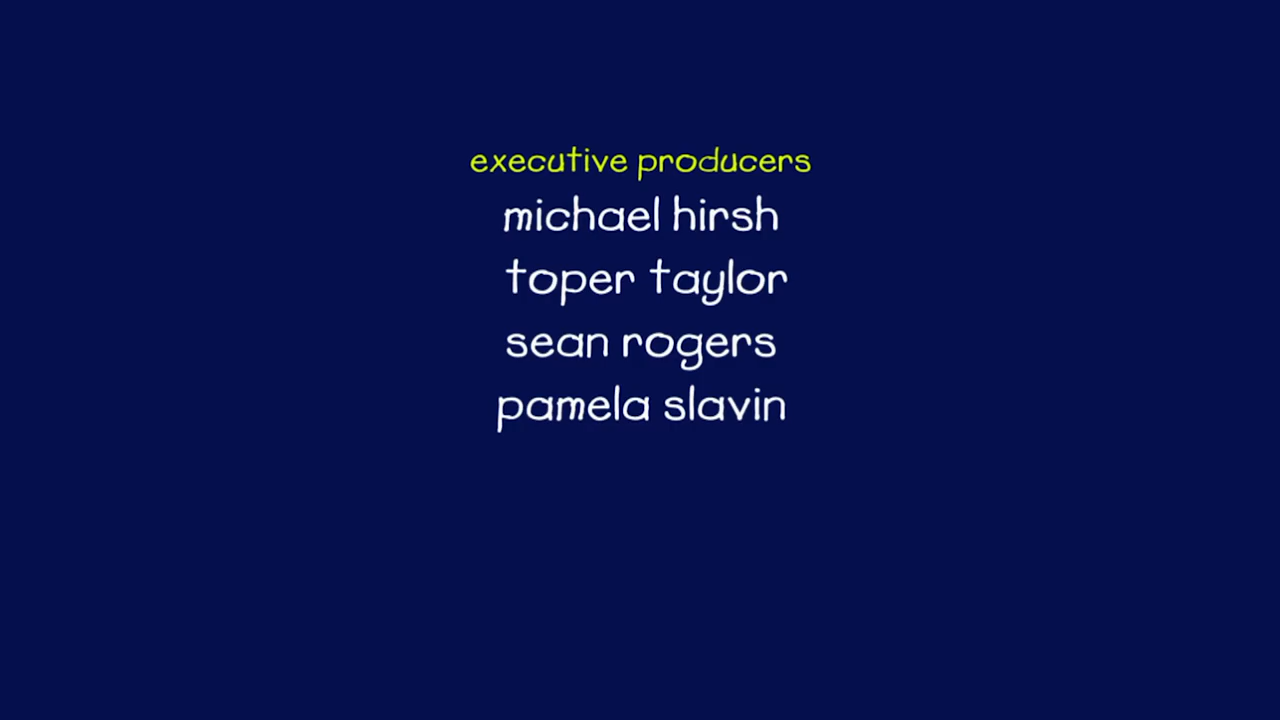 executive producers
michael hirsh
toper taylor
sean rogers
pamela slavin